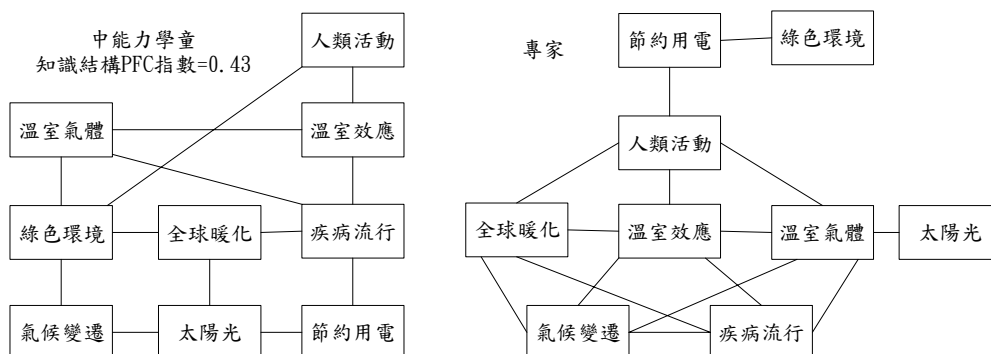 中能力學童
知識結構PFC指數=0.43
人類活動
溫室氣體
溫室效應
綠色環境
全球暖化
疾病流行
氣候變遷
太陽光
節約用電
專家
節約用電
綠色環境
人類活動
全球暖化
溫室效應
溫室氣體
太陽光
氣候變遷
疾病流行